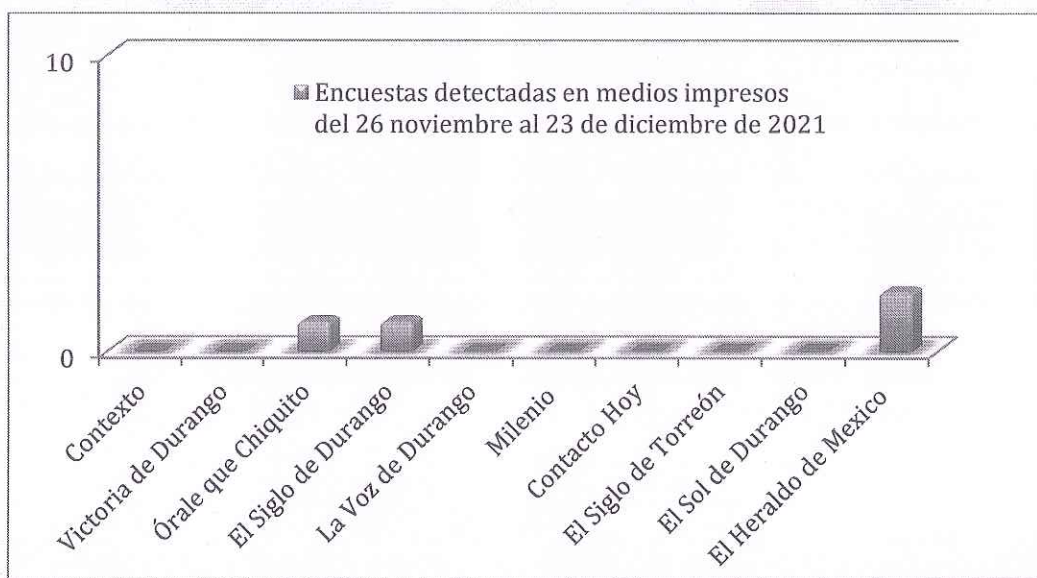 10
Encuestas detectadas en medios impresos
del 26 noviembre al 23 de diciembre de 2021
0
Contexto
Victoria de Durango
Órale que Chiquito
El Siglo de Durango
La Voz de Durango
Milenio
Contacto Hoy
El Siglo de Torreón
El Sol de Durango
El Heraldo de Mexico